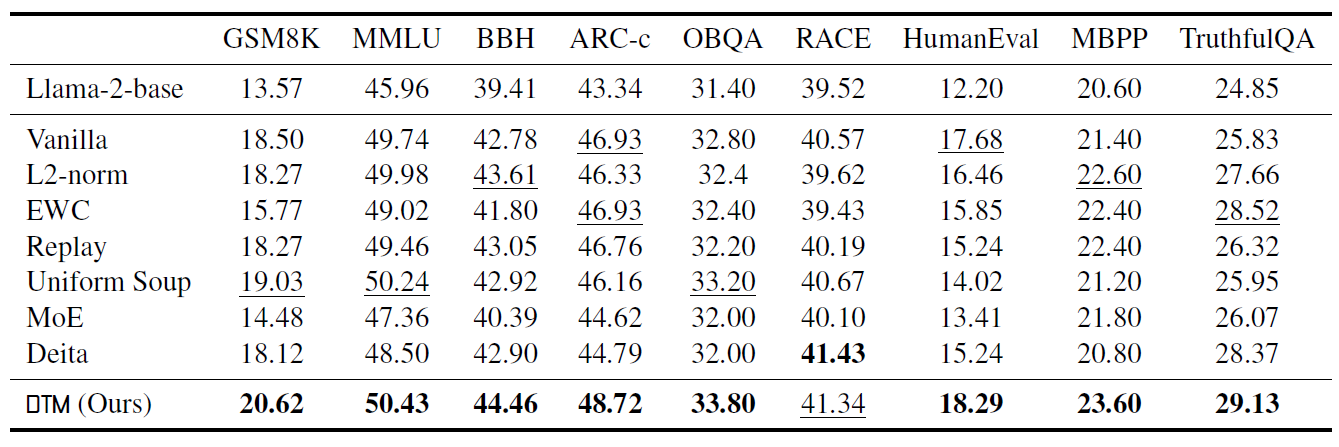 GSM8K MMLU BBH ARC-c OBQA RACE HumanEval MBPP TruthfulQA
Llama-2-base 13.57 45.96 39.41 43.34 31.40 39.52 12.20 20.60 24.85
Vanilla 18.50 49.74 42.78 46.93 32.80 40.57 17.68 21.40 25.83
L2-norm 18.27 49.98 43.61 46.33 32.4 39.62 16.46 22.60 27.66
EWC 15.77 49.02 41.80 46.93 32.40 39.43 15.85 22.40 28.52
Replay 18.27 49.46 43.05 46.76 32.20 40.19 15.24 22.40 26.32
Uniform Soup 19.03 50.24 42.92 46.16 33.20 40.67 14.02 21.20 25.95
MoE 14.48 47.36 40.39 44.62 32.00 40.10 13.41 21.80 26.07
Deita 18.12 48.50 42.90 44.79 32.00 41.43 15.24 20.80 28.37
DTM (Ours) 20.62 50.43 44.46 48.72 33.80 41.34 18.29 23.60 29.13